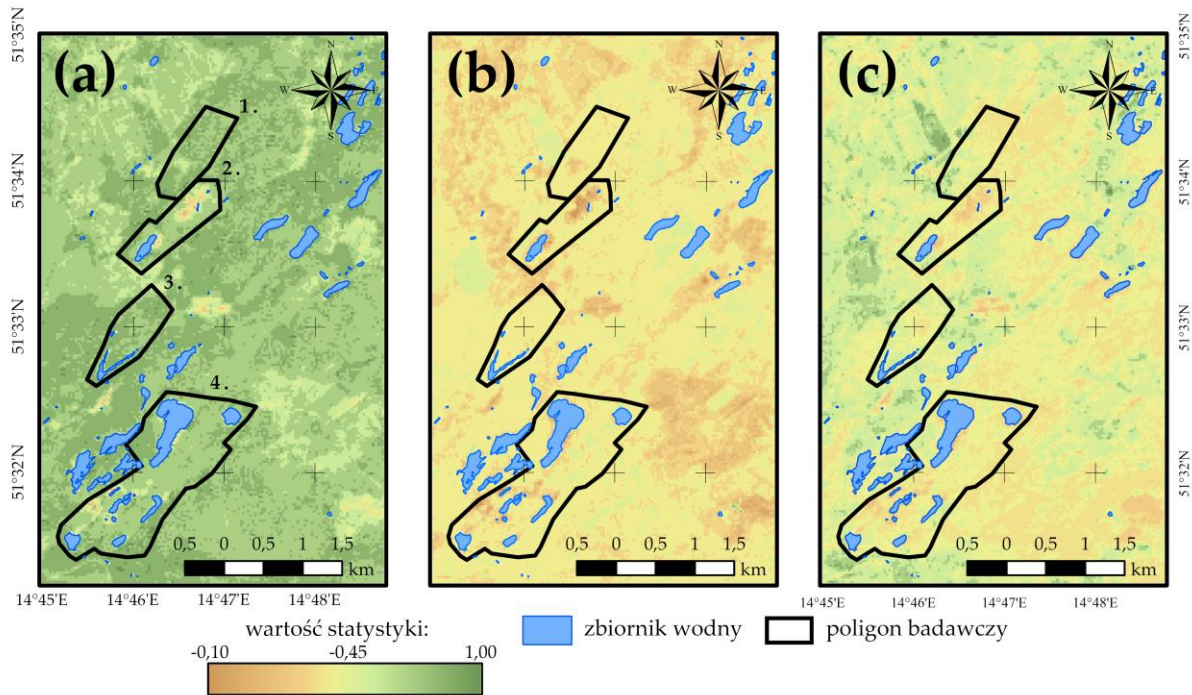 51°35'N
51°34'N
51°33'N
51°32'N
(a)
N
W E
S
1.
2.
3.
4.
0,5 0 0,5 1 1,5
km
14°45'E 14°46'E 14°47'E 14°48'E
(b)
N
W E
S
0,5 0 0,5 1 1,5
km
(c)
N
W E
S
0,5 0 0,5 1 1,5
km
14°45'E 14°46'E 14°47'E 14°48'E
51°35'N
51°34'N
51°33'N
51°32'N
wartość statystyki:
-0,10 -0,45 1,00
zbiornik wodny
poligon badawczy